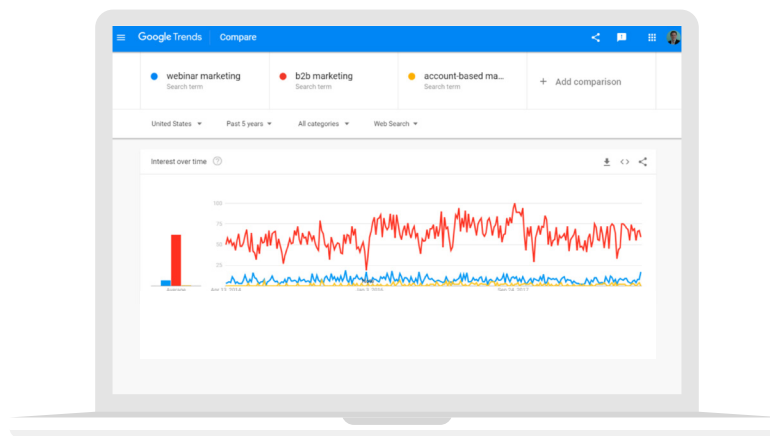 Google Trends Compare
webinar marketing
Search term
b2b marketing
Search term
account-based ma...
Search term
+ Add comparison
United States
Past 5 years
All categories
Web Search
Interest over time
100
75
50
25
Average